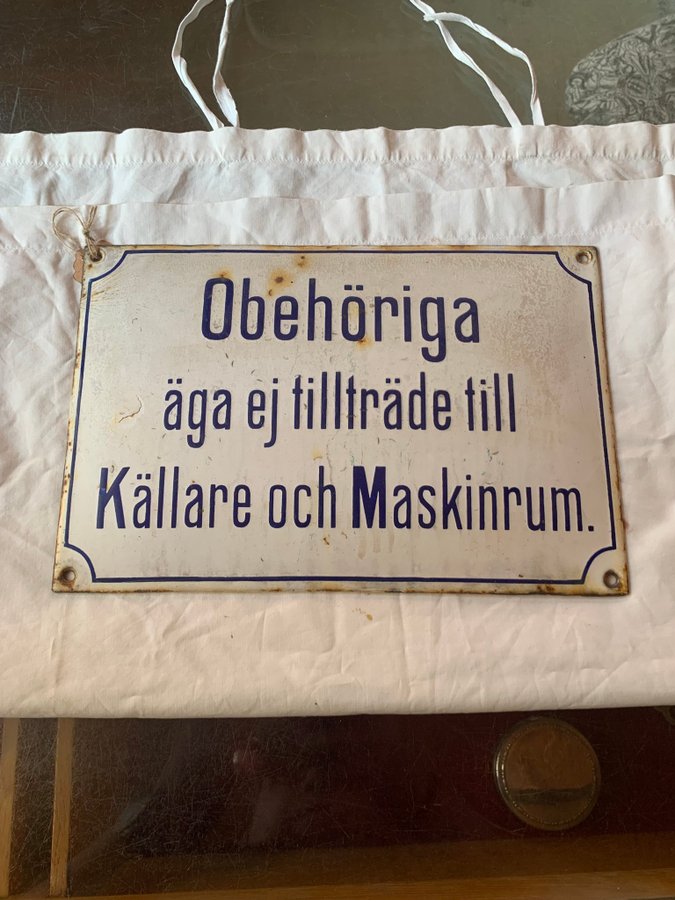 Obehöriga
äga ej tillträde till
Källare och Maskinrum.